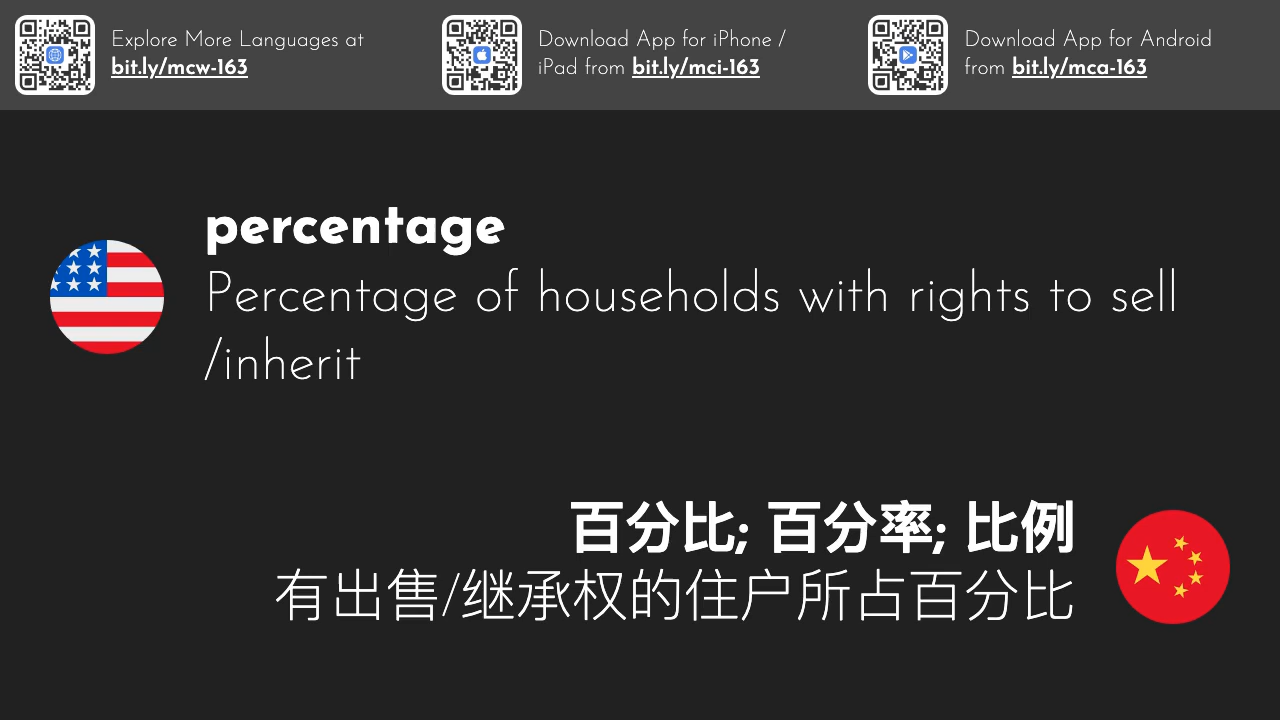 Explore More Languages at
bit.ly/mcw-163
Download App for iPhone /
iPad from bit.ly/mci-163
Download App for Android
from bit.ly/mca-163
percentage
Percentage of households with rights to sell
/inherit
百分比; 百分率; 比例
有出售/继承权的住户所占百分比